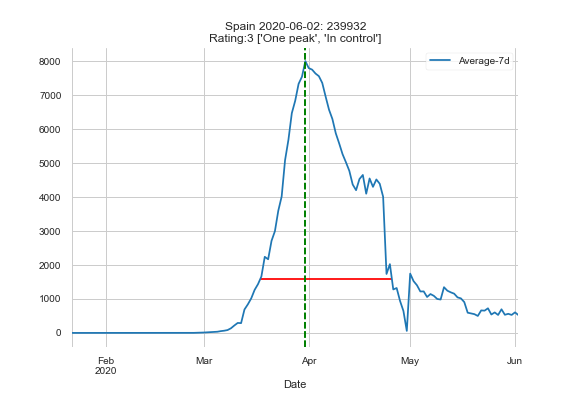 Spain 2020-06-02: 239932
Rating:3 ['One peak', 'In control']
Average-7d
8000
7000
6000
5000
4000
3000
2000
1000
0
Feb
2020
Mar
Apr
May
Jun
Date